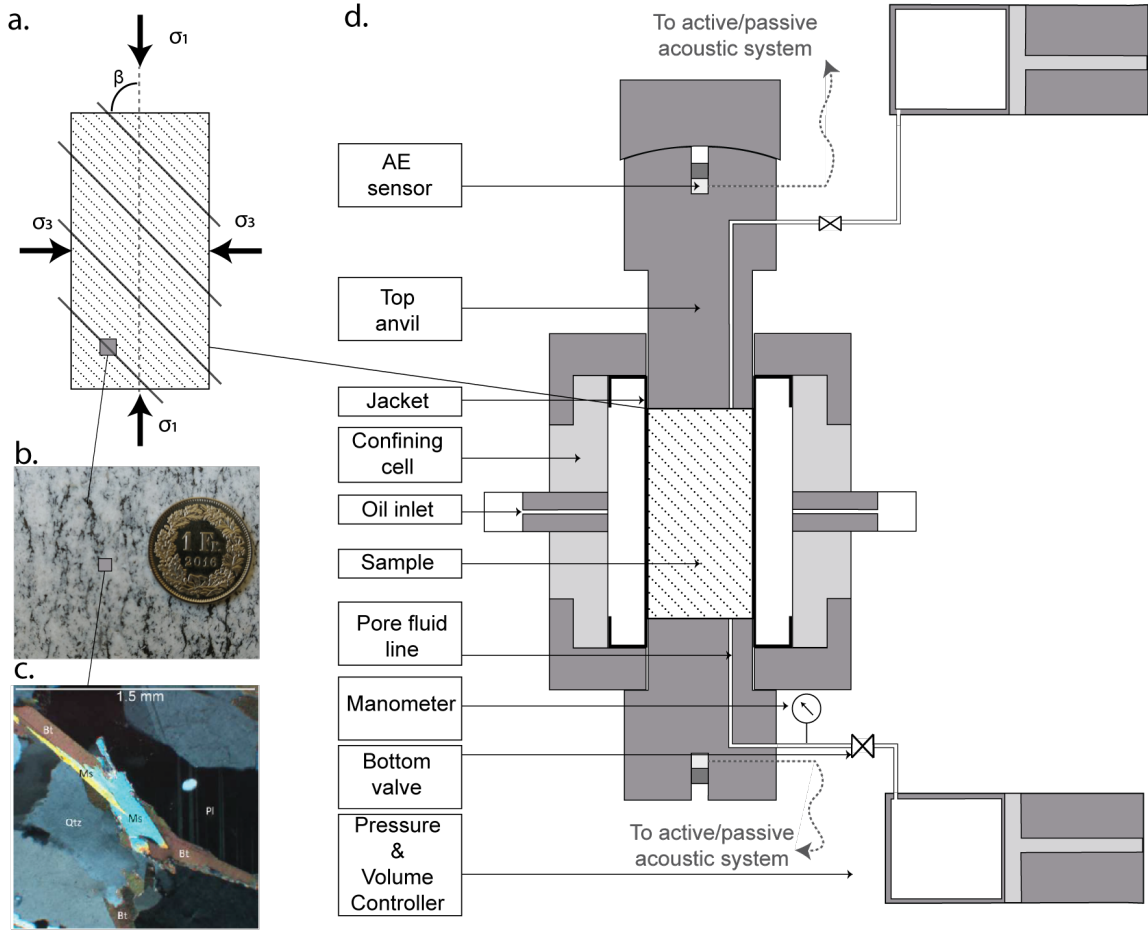 a.
σ1
β
σ3
σ3
σ1
b.
1 Fr.
2016
c.
1.5 mm
Bt
Ms
Ms
Pl
Qtz
Bt
Bt
d.
To active/passive
acoustic system
AE
sensor
Top
anvil
Jacket
Confining
cell
Oil inlet
Sample
Pore fluid
line
Manometer
Bottom
valve
Pressure
&
Volume
Controller
To active/passive
acoustic system